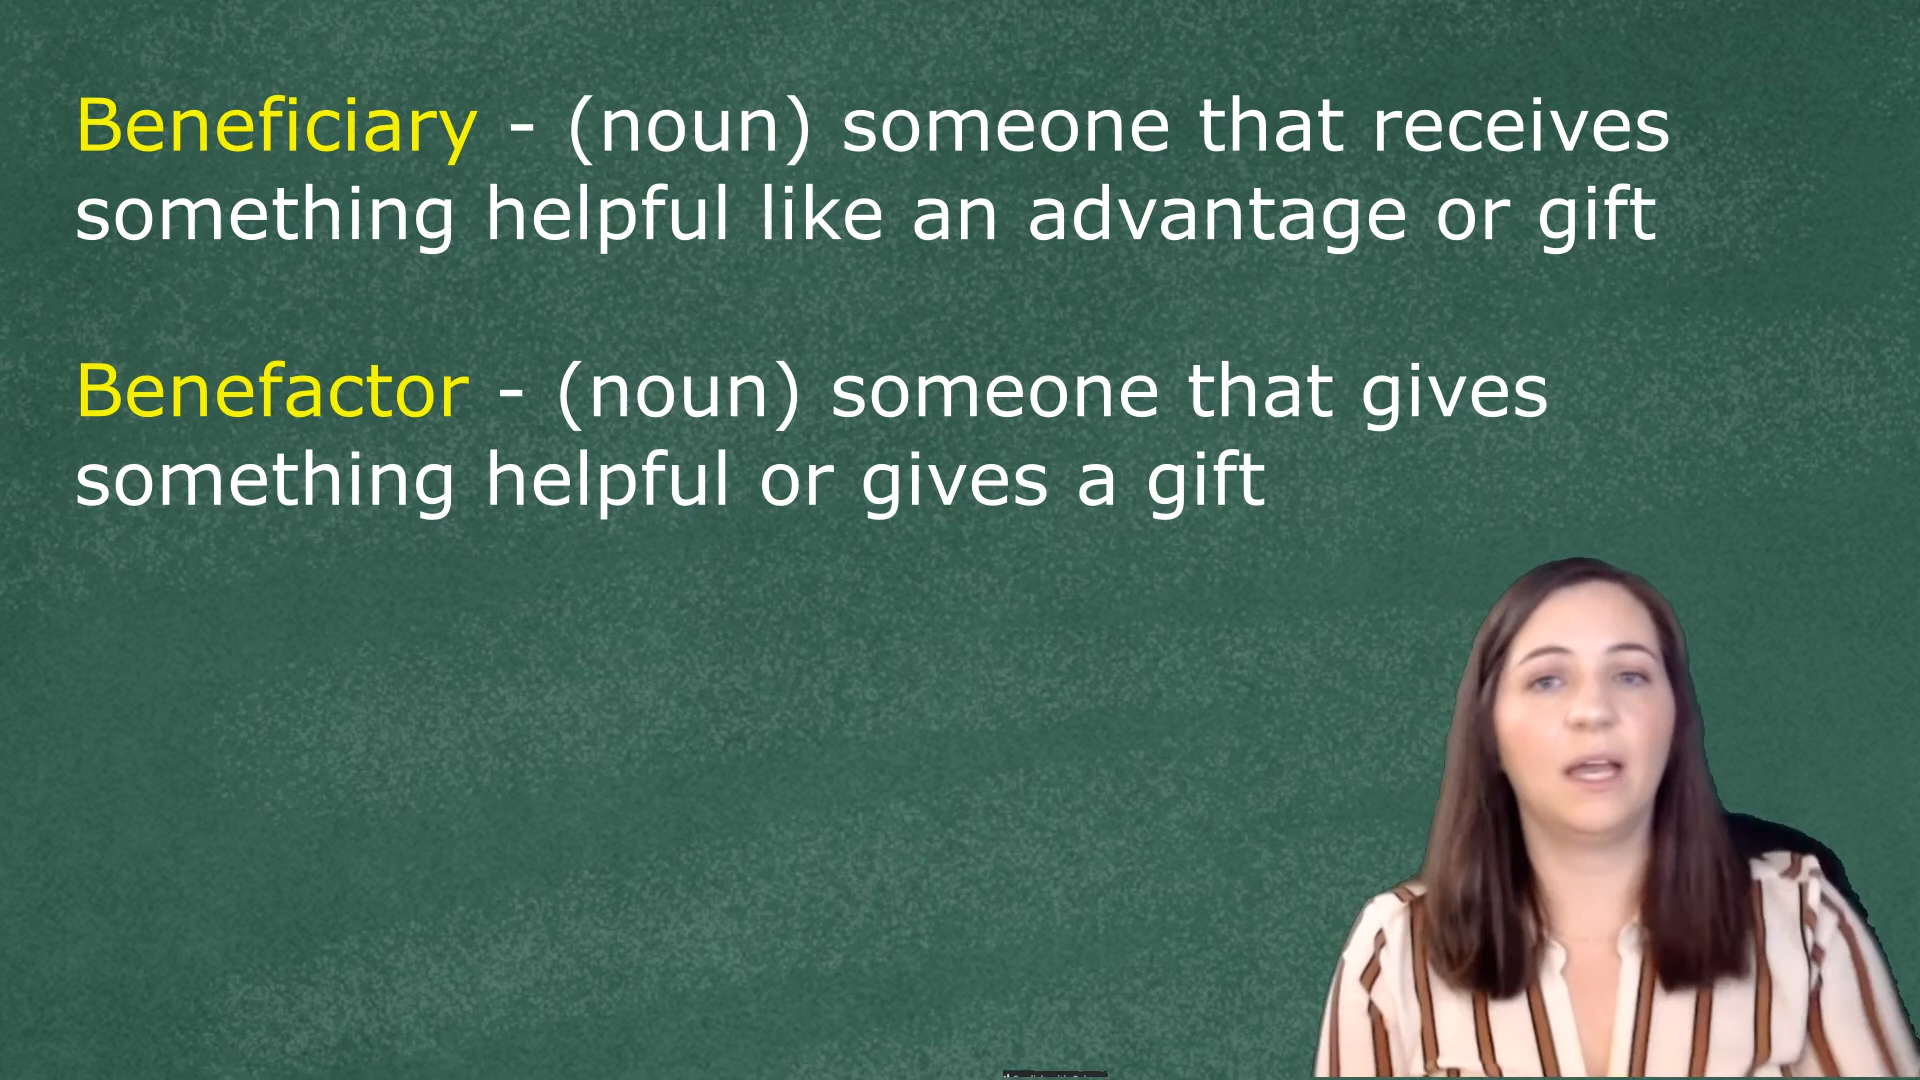 Beneficiary - (noun) someone that receives
something helpful like an advantage or gift
Benefactor - (noun) someone that gives
something helpful or gives a gift